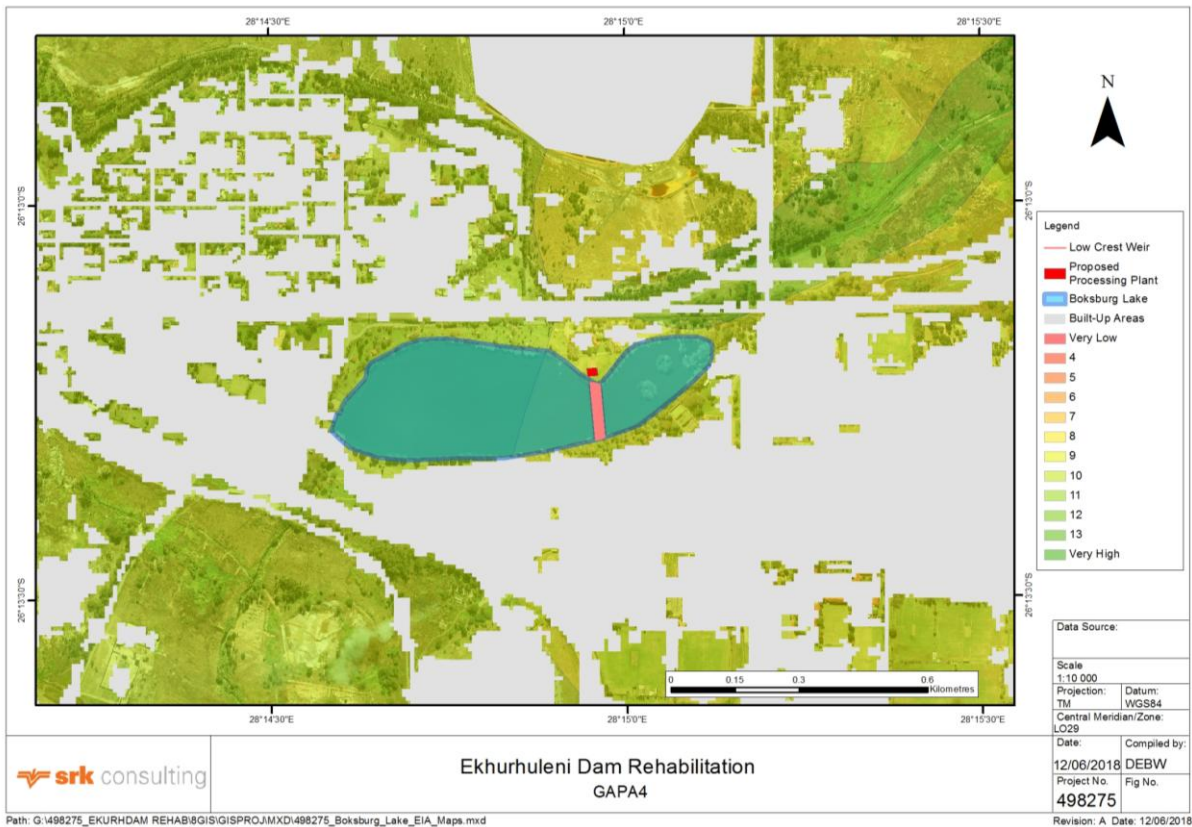 28°14'30"E
28°15'0"E
28°15'30"E
N
26°13'0"S
26°13'0"S
Legend
Low Crest Weir
Proposed
Processing Plant
Boksburg Lake
Built-Up Areas
Very Low
4
5
6
7
8
9
10
11
12
13
Very High
26°13'30"S
26°13'30"S
0 0.15 0.3 0.6
Kilometres
28°14'30"E
28°15'0"E
28°15'30"E
Data Source:
Scale
1:10 000
Projection: Datum:
TM WGS84
Central Meridian/Zone:
LO29
Date: Compiled by:
12/06/2018 DEBW
Project No. Fig No.
498275
srk consulting
Ekhurhuleni Dam Rehabilitation
GAPA4
Path: G:\498275_EKURHDAM REHAB\8GIS\GISPROJ\MXD\498275_Boksburg_Lake_EIA_Maps.mxd
Revision: A Date: 12/06/2018